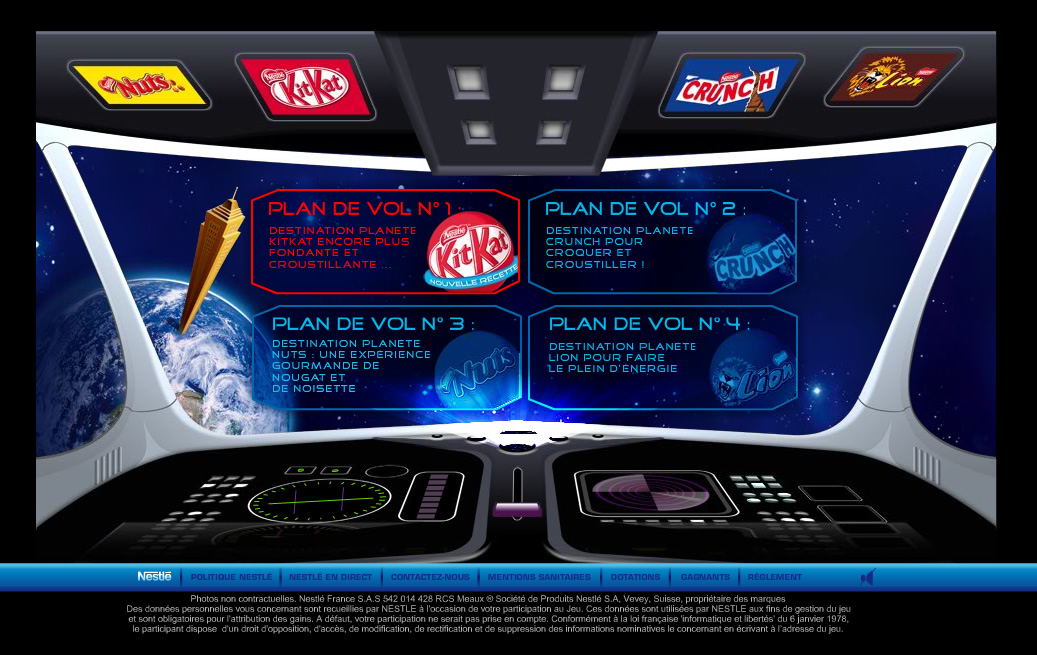 Nestlé
Nuts
Nestlé
KitKat
Nestlé
CRUNCH
Nestlé
Lion
PLAN DE VOL N° 1 :
DESTINATION PLANETE
KITKAT ENCORE PLUS
FONDANTE ET
CROUSTILLANTE ...
Nestlé
KitKat
NOUVELLE RECETTE
PLAN DE VOL N° 2 :
DESTINATION PLANETE
CRUNCH POUR
CROQUER ET
CROUSTILLER !
CRUNCH
PLAN DE VOL N° 3 :
DESTINATION PLANETE
NUTS : UNE EXPÉRIENCE
GOURMANDE DE
NOUGAT ET
DE NOISETTE
Nuts
PLAN DE VOL N° 4 :
DESTINATION PLANETE
LION POUR FAIRE
LE PLEIN D'ÉNERGIE
Lion
Nestlé POLITIQUE NESTLÉ NESTLÉ EN DIRECT CONTACTEZ-NOUS MENTIONS SANITAIRES DOTATIONS GAGNANTS RÈGLEMENT
Photos non contractuelles. Nestlé France S.A.S 542 014 428 RCS Meaux ® Société de Produits Nestlé S.A, Vevey, Suisse, propriétaire des marques
Des données personnelles vous concernant sont recueillies par NESTLE à l'occasion de votre participation au Jeu. Ces données sont utilisées par NESTLE aux fins de gestion du jeu
et sont obligatoires pour l'attribution des gains. A défaut, votre participation ne serait pas prise en compte. Conformément à la loi française 'informatique et libertés' du 6 janvier 1978,
le participant dispose d'un droit d'opposition, d'accès, de modification, de rectification et de suppression des informations nominatives le concernant en écrivant à l'adresse du jeu.